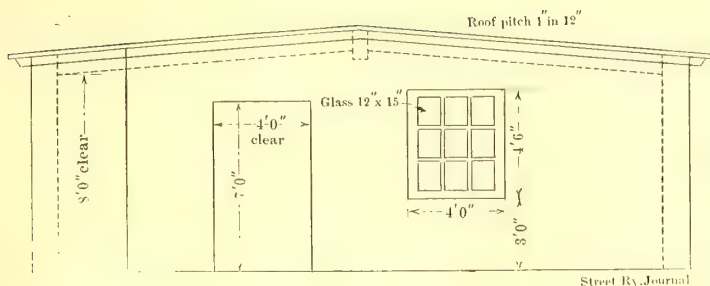 Roof pitch 1" in 12"
Glass 12" x 15"
4'0"
clear
8'0" clear
7'0"
4'6"
4'0"
3'0"
Street Ry. Journal